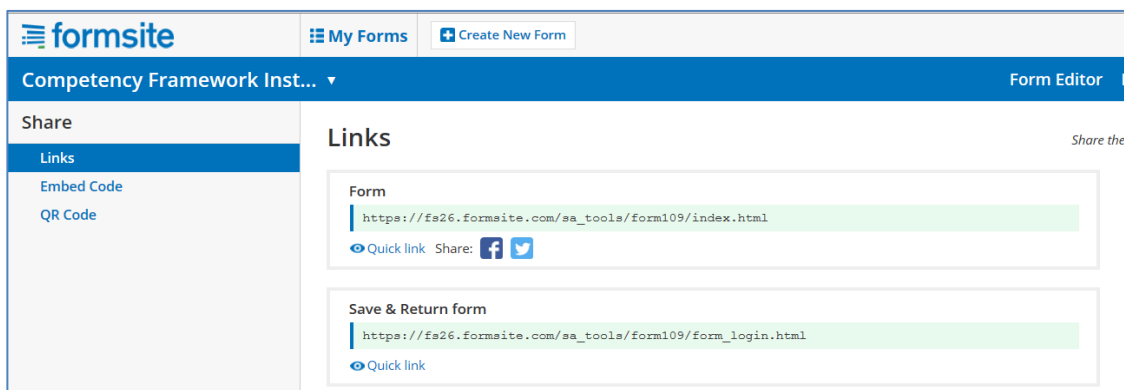 formsite
My Forms
Create New Form
Competency Framework Inst...
Form Editor
Share
Links
Embed Code
QR Code
Links
Share the
Form
https://fs26.formsite.com/sa_tools/form109/index.html
Quick link Share:
Save & Return form
https://fs26.formsite.com/sa_tools/form109/form_login.html
Quick link